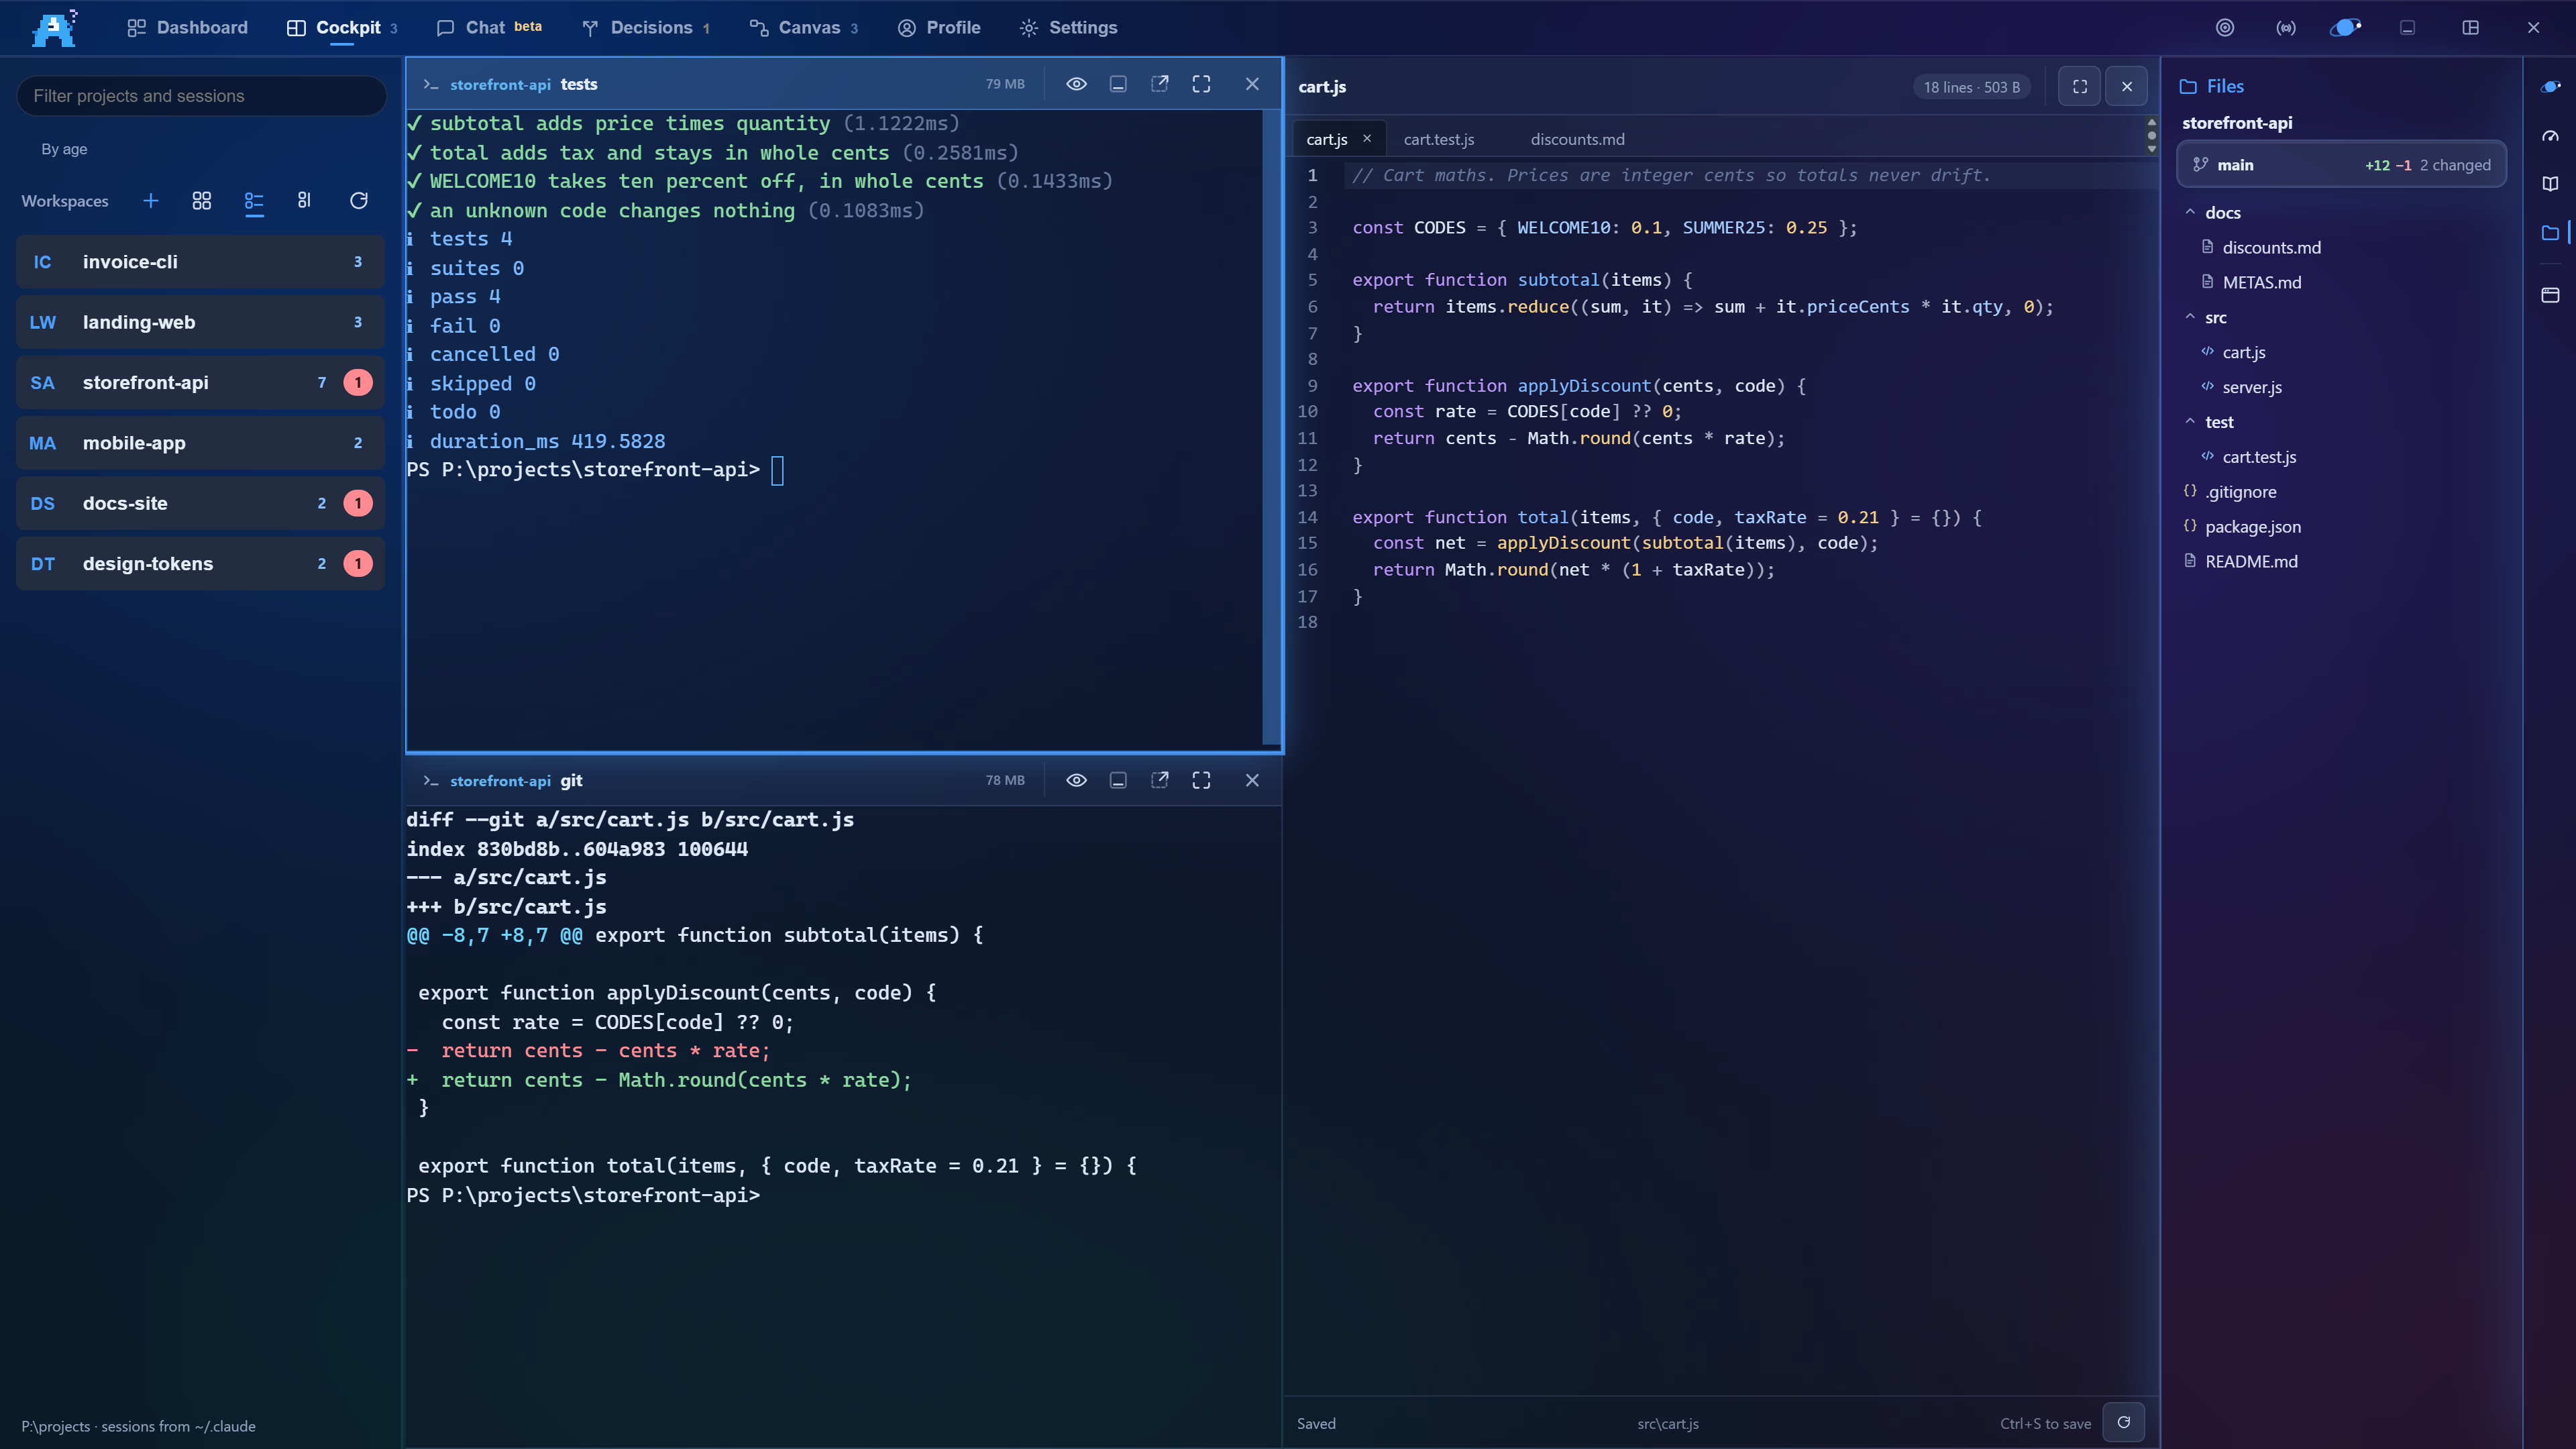 Dashboard
Cockpit 3
Chat beta
Decisions 1
Canvas 3
Profile
Settings
Filter projects and sessions
By age
Workspaces
IC invoice-cli 3
LW landing-web 3
SA storefront-api 7 1
MA mobile-app 2
DS docs-site 2 1
DT design-tokens 2 1
P:\projects · sessions from ~/.claude
storefront-api tests 79 MB
✓ subtotal adds price times quantity (1.1222ms)
✓ total adds tax and stays in whole cents (0.2581ms)
✓ WELCOME10 takes ten percent off, in whole cents (0.1433ms)
✓ an unknown code changes nothing (0.1083ms)
ℹ tests 4
ℹ suites 0
ℹ pass 4
ℹ fail 0
ℹ cancelled 0
ℹ skipped 0
ℹ todo 0
ℹ duration_ms 419.5828
PS P:\projects\storefront-api>
storefront-api git 78 MB
diff --git a/src/cart.js b/src/cart.js
index 830bd8b..604a983 100644
--- a/src/cart.js
+++ b/src/cart.js
@@ -8,7 +8,7 @@ export function subtotal(items) {
export function applyDiscount(cents, code) {
const rate = CODES[code] ?? 0;
-  return cents - cents * rate;
+  return cents - Math.round(cents * rate);
}
export function total(items, { code, taxRate = 0.21 } = {}) {
PS P:\projects\storefront-api>
cart.js 18 lines · 503 B
cart.js cart.test.js discounts.md
1 // Cart maths. Prices are integer cents so totals never drift.
2
3 const CODES = { WELCOME10: 0.1, SUMMER25: 0.25 };
4
5 export function subtotal(items) {
6 return items.reduce((sum, it) => sum + it.priceCents * it.qty, 0);
7 }
8
9 export function applyDiscount(cents, code) {
10 const rate = CODES[code] ?? 0;
11 return cents - Math.round(cents * rate);
12 }
13
14 export function total(items, { code, taxRate = 0.21 } = {}) {
15 const net = applyDiscount(subtotal(items), code);
16 return Math.round(net * (1 + taxRate));
17 }
18
Saved src\cart.js Ctrl+S to save
Files
storefront-api
main +12 −1 2 changed
docs
discounts.md
METAS.md
src
cart.js
server.js
test
cart.test.js
.gitignore
package.json
README.md